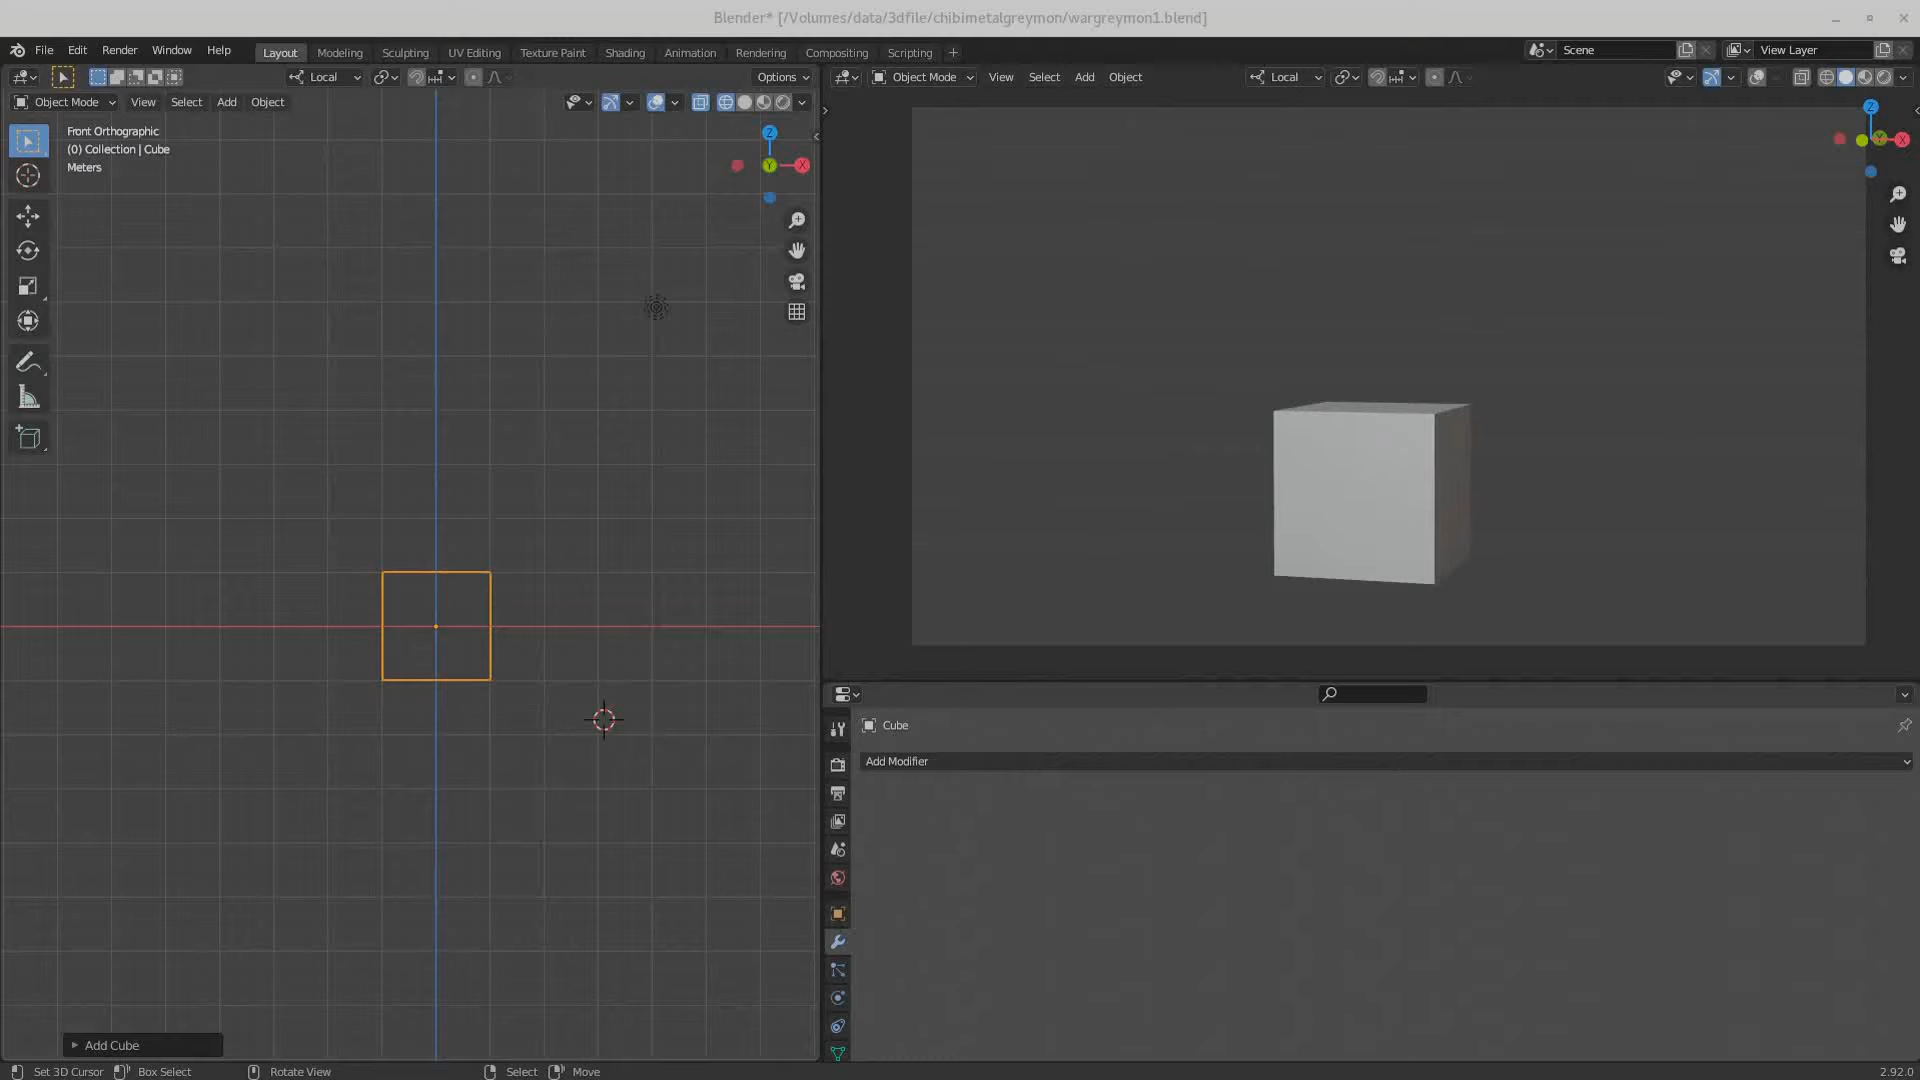 Blender* [/Volumes/data/3dfile/chibimetalgreymon/wargreymon1.blend]
File Edit Render Window Help Layout Modeling Sculpting UV Editing Texture Paint Shading Animation Rendering Compositing Scripting + Scene View Layer
Local Options
Object Mode View Select Add Object Local
Object Mode View Select Add Object
Front Orthographic
(0) Collection | Cube
Meters
Z
Y
X
Z
Y
X
Cube
Add Modifier
Add Cube
Set 3D Cursor Box Select Rotate View Select Move 2.92.0